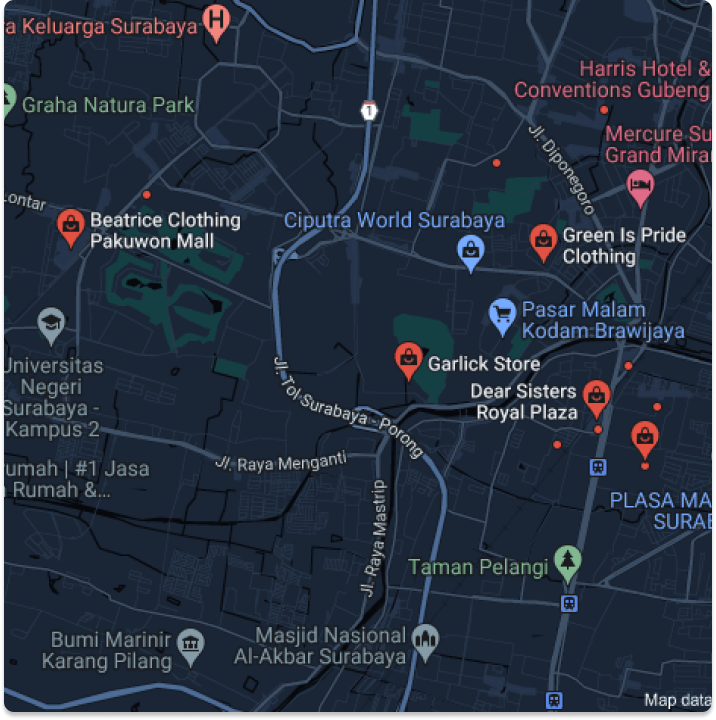 a Keluarga Surabaya
H
Graha Natura Park
Harris Hotel &
Conventions Gubeng
1
Jl. Diponegoro
Mercure Su
Grand Mirar
Lontar
Beatrice Clothing
Pakuwon Mall
Ciputra World Surabaya
Green Is Pride
Clothing
Pasar Malam
Kodam Brawijaya
Universitas
Negeri
Surabaya -
Kampus 2
Garlick Store
Dear Sisters
Royal Plaza
Jl. Tol Surabaya - Porong
Jl. Raya Menganti
rumah | #1 Jasa
n Rumah &...
PLASA MA
SURAB
Jl. Raya Mastrip
Taman Pelangi
Bumi Marinir
Karang Pilang
Masjid Nasional
Al-Akbar Surabaya
Map data